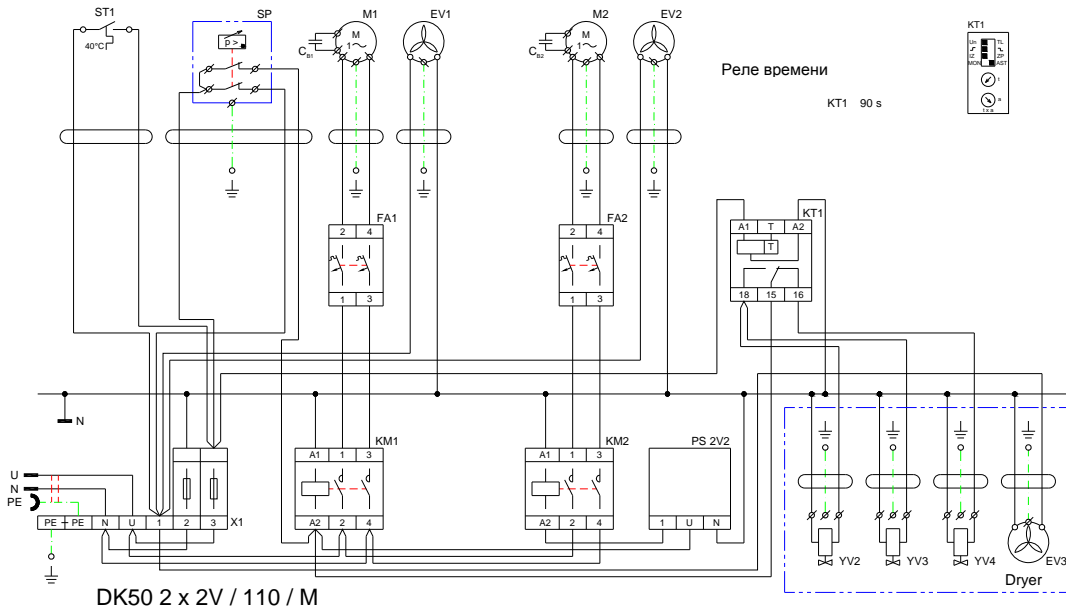 ST1 SP M1 EV1 M2 EV2
KT1
40°C p > C B1 M 1 C B2 M 1
Un TL
IZ ZP
MON AST
t
a
t x a
Реле времени
KT1 90 s
FA1 FA2 KT1
2 4 2 4 A1 T A2
T
1 3 1 3 18 15 16
N
KM1 KM2 PS 2V2
A1 1 3 A1 1 3
U
N
PE
PE PE N U 1 2 3 X1 A2 2 4 A2 2 4 1 U N
YV2 YV3 YV4 EV3
Dryer
DK50 2 x 2V / 110 / M